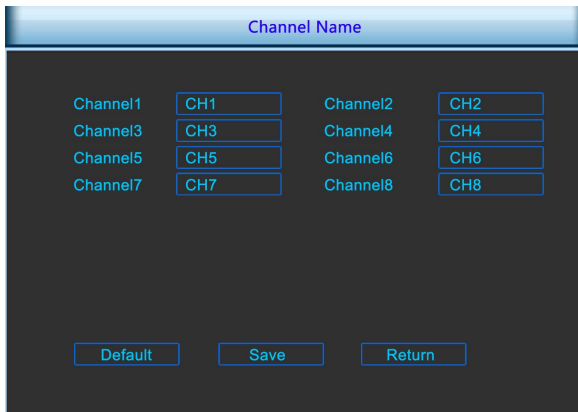 Channel Name
Channel1 CH1 Channel2 CH2
Channel3 CH3 Channel4 CH4
Channel5 CH5 Channel6 CH6
Channel7 CH7 Channel8 CH8
Default Save Return